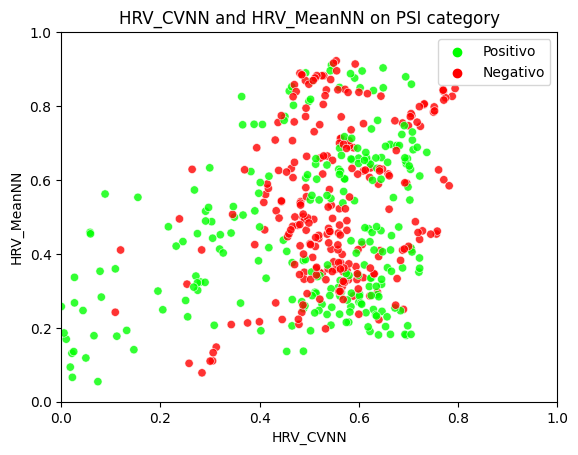 HRV_CVNN and HRV_MeanNN on PSI category
Positivo
Negativo
HRV_MeanNN
1.0
0.8
0.6
0.4
0.2
0.0
0.0 0.2 0.4 0.6 0.8 1.0
HRV_CVNN